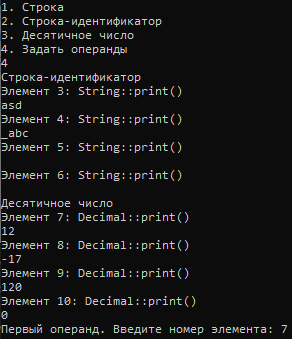 1. Строка
2. Строка-идентификатор
3. Десятичное число
4. Задать операнды
4
Строка-идентификатор
Элемент 3: String::print()
asd
Элемент 4: String::print()
_abc
Элемент 5: String::print()
Элемент 6: String::print()
Десятичное число
Элемент 7: Decimal::print()
12
Элемент 8: Decimal::print()
-17
Элемент 9: Decimal::print()
120
Элемент 10: Decimal::print()
0
Первый операнд. Введите номер элемента: 7